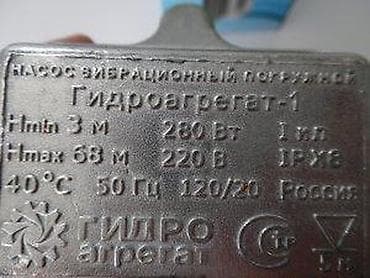 НАСОС ВИБРАЦИОННЫЙ ПОГРУЖНОЙ
Гидроагрегат-1
Hmin 3 м 280 Вт 1 кл
Hmax 68 м 220 В IPX8
40°C 50 Гц 120/20 Россия
ГИДРО
агрегат